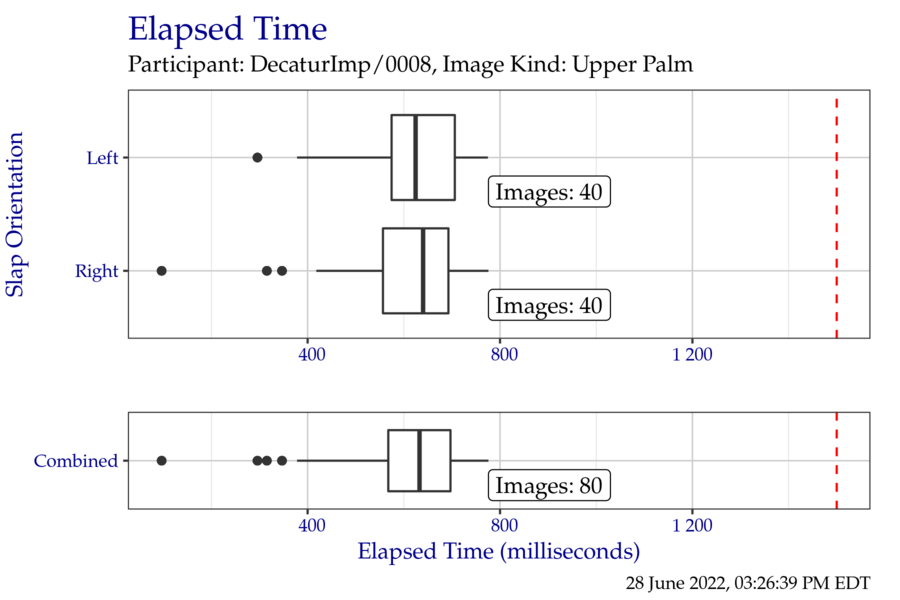 Elapsed Time
Participant: DecaturImp/0008, Image Kind: Upper Palm
Slap Orientation
Left
Images: 40
Right
Images: 40
400 800 1 200
Combined
Images: 80
400 800 1 200
Elapsed Time (milliseconds)
28 June 2022, 03:26:39 PM EDT